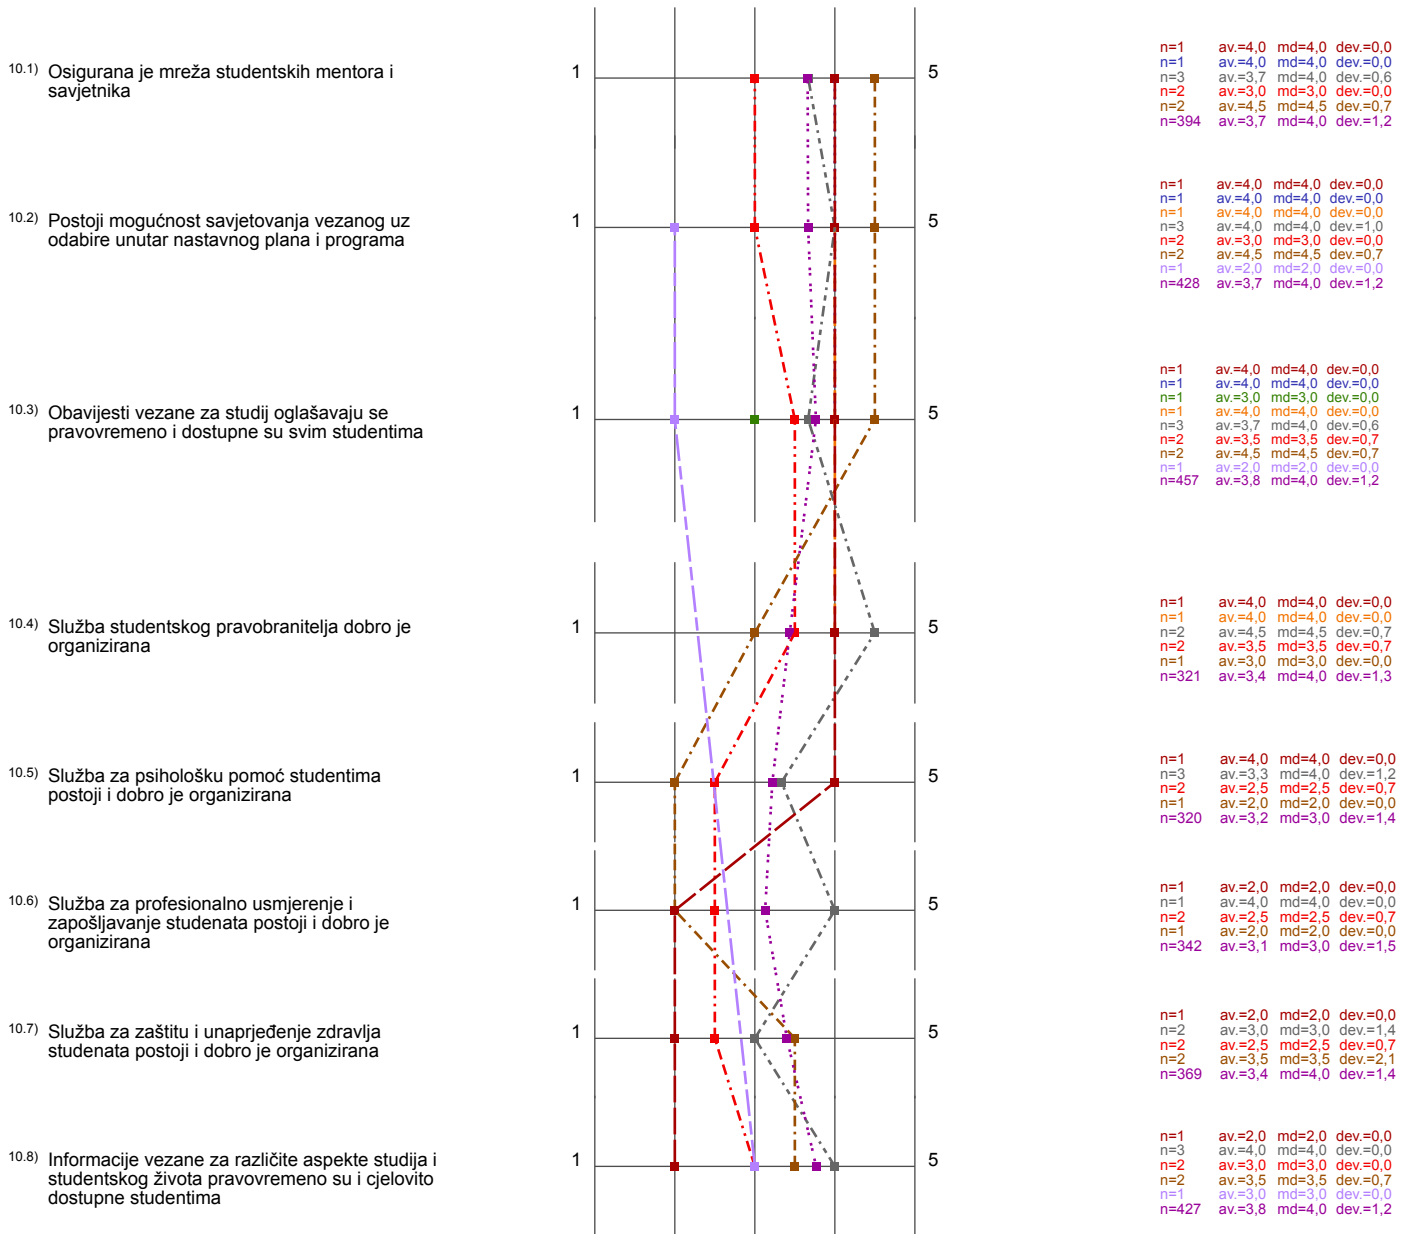 10.1) Osigurana je mreža studentskih mentora i
savjetnika
1
5
n=1 av.=4,0 md=4,0 dev.=0,0
n=1 av.=4,0 md=4,0 dev.=0,0
n=3 av.=3,7 md=4,0 dev.=0,6
n=2 av.=3,0 md=3,0 dev.=0,0
n=2 av.=4,5 md=4,5 dev.=0,7
n=394 av.=3,7 md=4,0 dev.=1,2
10.2) Postoji mogućnost savjetovanja vezanog uz
odabire unutar nastavnog plana i programa
1
5
n=1 av.=4,0 md=4,0 dev.=0,0
n=1 av.=4,0 md=4,0 dev.=0,0
n=1 av.=4,0 md=4,0 dev.=0,0
n=3 av.=4,0 md=4,0 dev.=1,0
n=2 av.=3,0 md=3,0 dev.=0,0
n=2 av.=4,5 md=4,5 dev.=0,7
n=1 av.=2,0 md=2,0 dev.=0,0
n=428 av.=3,7 md=4,0 dev.=1,2
10.3) Obavijesti vezane za studij oglašavaju se
pravovremeno i dostupne su svim studentima
1
5
n=1 av.=4,0 md=4,0 dev.=0,0
n=1 av.=4,0 md=4,0 dev.=0,0
n=1 av.=3,0 md=3,0 dev.=0,0
n=1 av.=4,0 md=4,0 dev.=0,0
n=3 av.=3,7 md=4,0 dev.=0,6
n=2 av.=3,5 md=3,5 dev.=0,7
n=2 av.=4,5 md=4,5 dev.=0,7
n=1 av.=2,0 md=2,0 dev.=0,0
n=457 av.=3,8 md=4,0 dev.=1,2
10.4) Služba studentskog pravobranitelja dobro je
organizirana
1
5
n=1 av.=4,0 md=4,0 dev.=0,0
n=1 av.=4,0 md=4,0 dev.=0,0
n=2 av.=4,5 md=4,5 dev.=0,7
n=2 av.=3,5 md=3,5 dev.=0,7
n=1 av.=3,0 md=3,0 dev.=0,0
n=321 av.=3,4 md=4,0 dev.=1,3
10.5) Služba za psihološku pomoć studentima
postoji i dobro je organizirana
1
5
n=1 av.=4,0 md=4,0 dev.=0,0
n=3 av.=3,3 md=4,0 dev.=1,2
n=2 av.=2,5 md=2,5 dev.=0,7
n=1 av.=2,0 md=2,0 dev.=0,0
n=320 av.=3,2 md=3,0 dev.=1,4
10.6) Služba za profesionalno usmjerenje i
zapošljavanje studenata postoji i dobro je
organizirana
1
5
n=1 av.=2,0 md=2,0 dev.=0,0
n=1 av.=4,0 md=4,0 dev.=0,0
n=2 av.=2,5 md=2,5 dev.=0,7
n=1 av.=2,0 md=2,0 dev.=0,0
n=342 av.=3,1 md=3,0 dev.=1,5
10.7) Služba za zaštitu i unaprjeđenje zdravlja
studenata postoji i dobro je organizirana
1
5
n=1 av.=2,0 md=2,0 dev.=0,0
n=2 av.=3,0 md=3,0 dev.=1,4
n=2 av.=2,5 md=2,5 dev.=0,7
n=2 av.=3,5 md=3,5 dev.=2,1
n=369 av.=3,4 md=4,0 dev.=1,4
10.8) Informacije vezane za različite aspekte studija i
studentskog života pravovremeno su i cjelovito
dostupne studentima
1
5
n=1 av.=2,0 md=2,0 dev.=0,0
n=3 av.=4,0 md=4,0 dev.=0,0
n=2 av.=3,0 md=3,0 dev.=0,0
n=2 av.=3,5 md=3,5 dev.=0,7
n=1 av.=3,0 md=3,0 dev.=0,0
n=427 av.=3,8 md=4,0 dev.=1,2